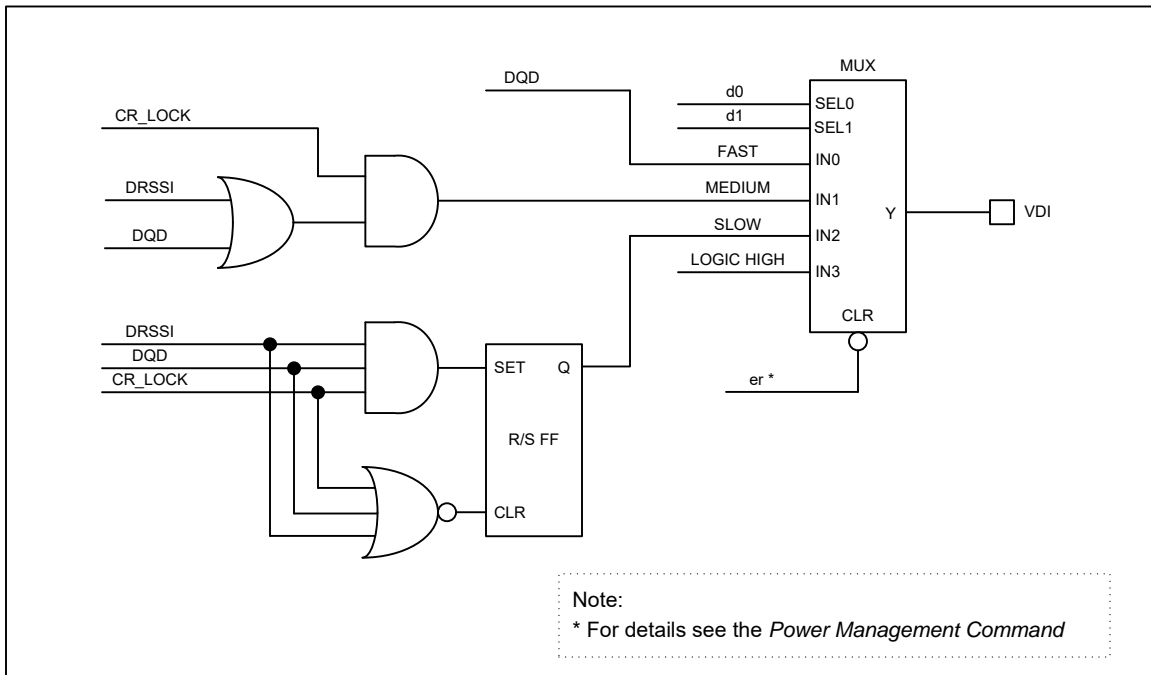 MUX
DQD
d0
SEL0
CR_LOCK
d1
SEL1
FAST
IN0
DRSSI
MEDIUM
IN1
Y
VDI
DQD
SLOW
IN2
LOGIC HIGH
IN3
CLR
DRSSI
DQD
SET
Q
CR_LOCK
er *
R/S FF
CLR
Note:
* For details see the Power Management Command